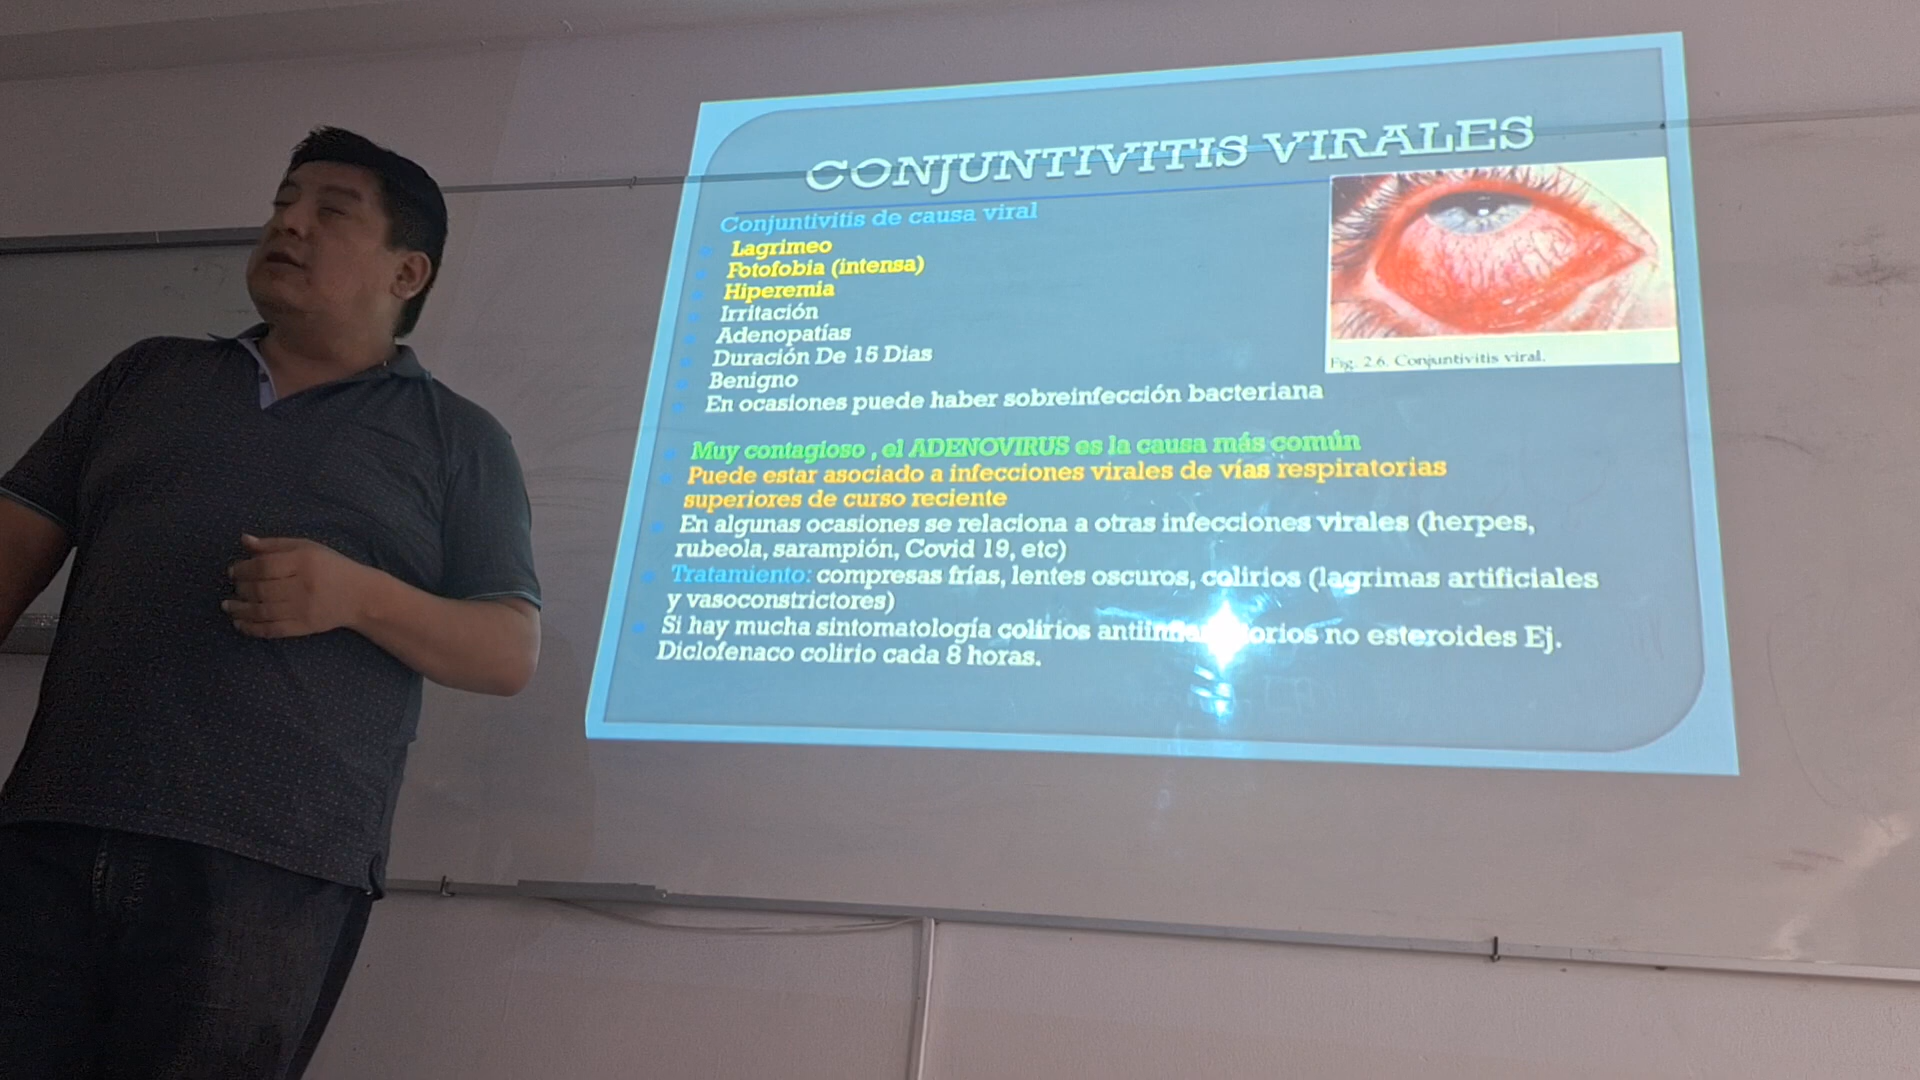 CONJUNTIVITIS VIRALES
Conjuntivitis de causa viral
Lagrimeo
Fotofobia (intensa)
Hiperemia
Irritación
Adenopatías
Duración De 15 Dias
Benigno
En ocasiones puede haber sobreinfección bacteriana
Fig. 2.6. Conjuntivitis viral.
Muy contagioso , el ADENOVIRUS es la causa más común
Puede estar asociado a infecciones virales de vías respiratorias
superiores de curso reciente
En algunas ocasiones se relaciona a otras infecciones virales (herpes,
rubeola, sarampión, Covid 19, etc)
Tratamiento: compresas frías, lentes oscuros, colirios (lagrimas artificiales
y vasoconstrictores)
Si hay mucha sintomatología colirios no esteroides Ej.
Diclofenaco colirio cada 8 horas.